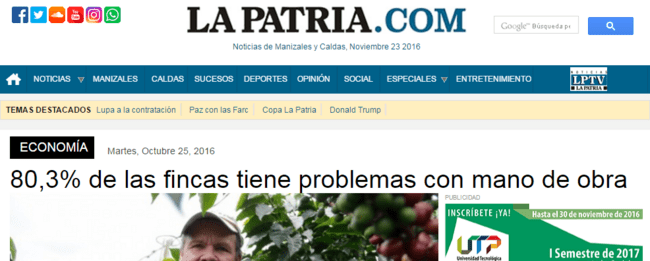 LA PATRIA.COM
Google™ Búsqueda pe
Noticias de Manizales y Caldas, Noviembre 23 2016
NOTICIAS MANIZALES CALDAS SUCESOS DEPORTES OPINIÓN SOCIAL ESPECIALES ENTRETENIMIENTO
NOTICIAS
LPTV
LA PATRIA
TEMAS DESTACADOS Lupa a la contratación Paz con las Farc Copa La Patria Donald Trump
ECONOMÍA Martes, Octubre 25, 2016
80,3% de las fincas tiene problemas con mano de obra
PUBLICIDAD
INSCRÍBETE ¡YA! Hasta el 30 de noviembre de 2016
UTP
Universidad Tecnológica
I Semestre de 2017